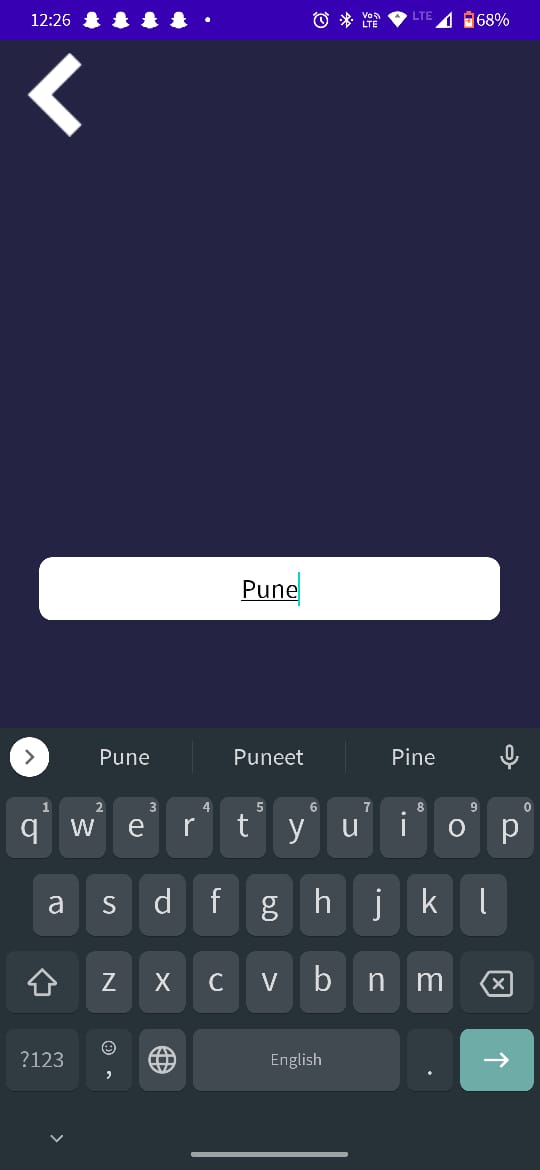 12:26 Vo LTE LTE 68%
Pune
Pune Puneet Pine
1 2 3 4 5 6 7 8 9 0
q w e r t y u i o p
a s d f g h j k l
z x c v b n m
?123 , English .